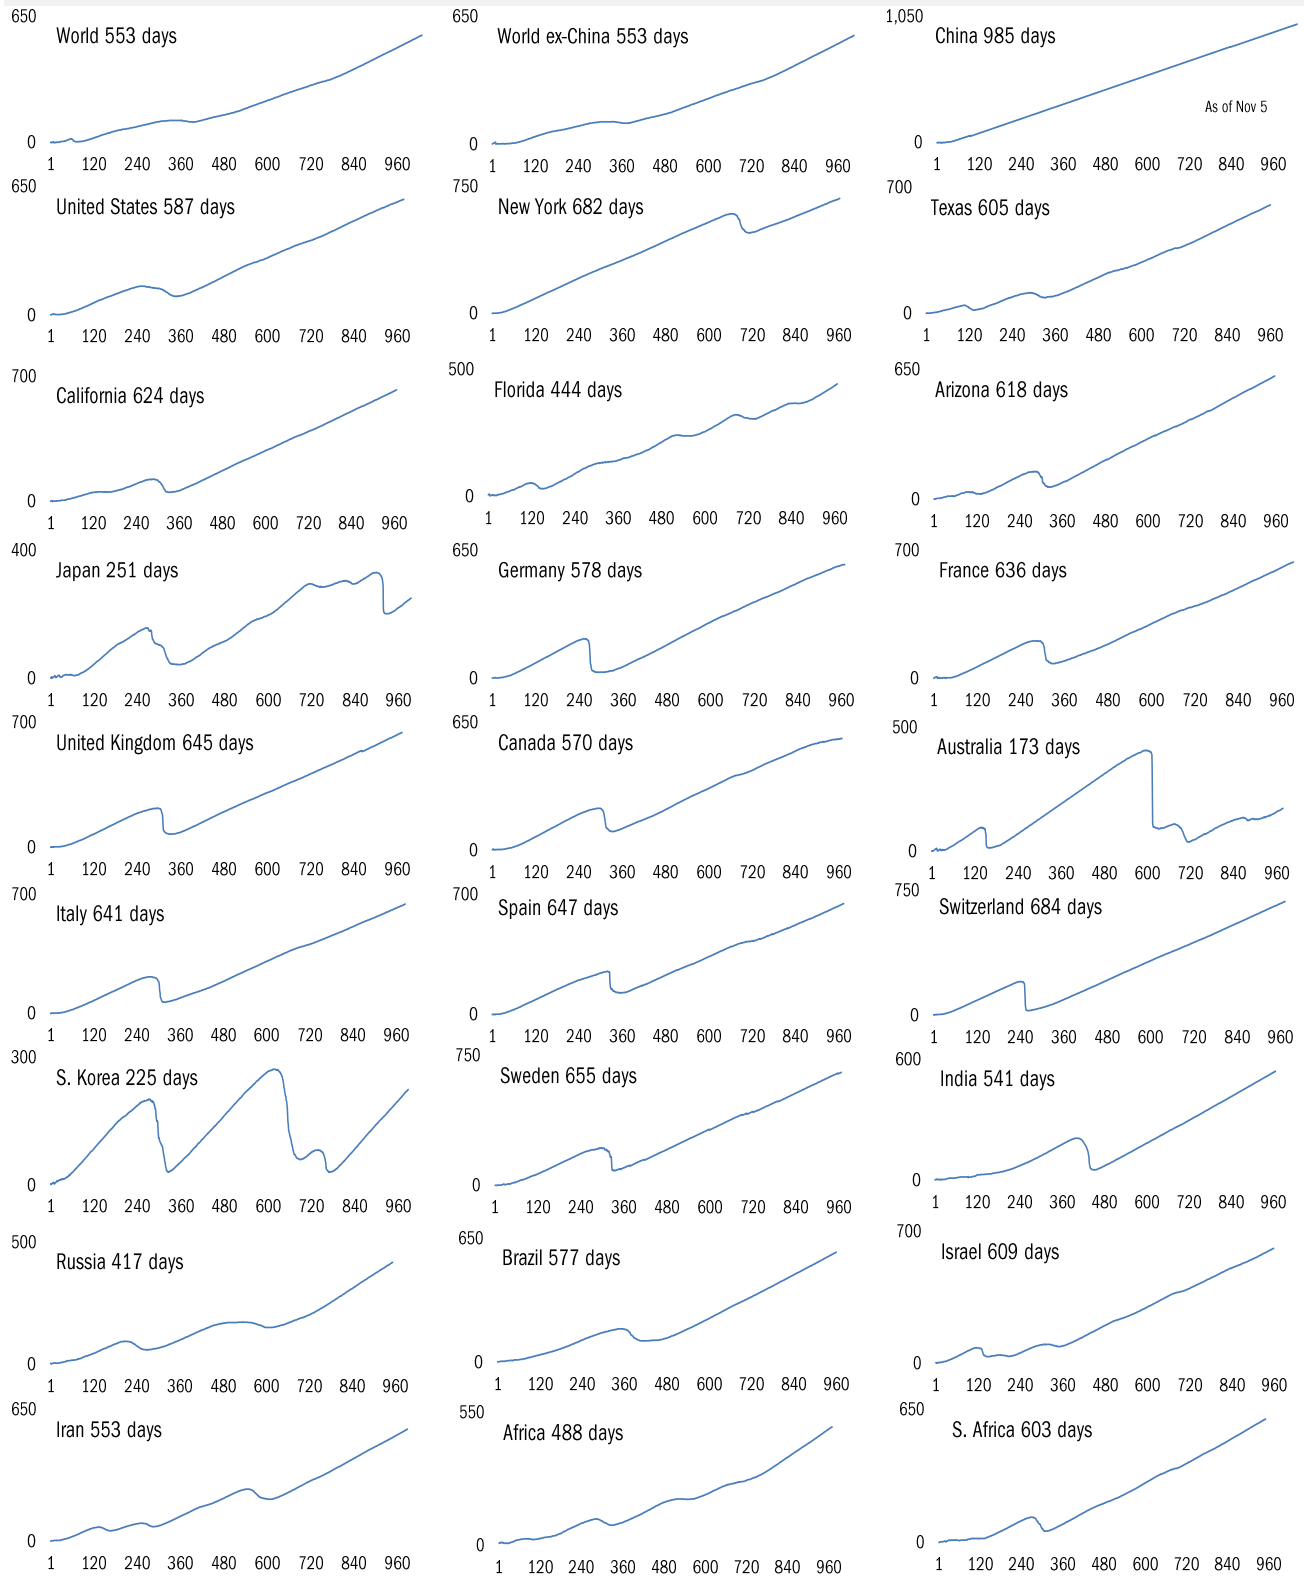 650
650
1,050
World 553 days
World ex-China 553 days
China 985 days
As of Nov 5
0
0
0
1 120 240 360 480 600 720 840 960
1 120 240 360 480 600 720 840 960
1 120 240 360 480 600 720 840 960
650
750
700
United States 587 days
New York 682 days
Texas 605 days
0
0
0
1 120 240 360 480 600 720 840 960
1 120 240 360 480 600 720 840 960
1 120 240 360 480 600 720 840 960
700
500
650
California 624 days
Florida 444 days
Arizona 618 days
0
0
0
1 120 240 360 480 600 720 840 960
1 120 240 360 480 600 720 840 960
1 120 240 360 480 600 720 840 960
400
650
700
Japan 251 days
Germany 578 days
France 636 days
0
0
0
1 120 240 360 480 600 720 840 960
1 120 240 360 480 600 720 840 960
1 120 240 360 480 600 720 840 960
700
650
500
United Kingdom 645 days
Canada 570 days
Australia 173 days
0
0
0
1 120 240 360 480 600 720 840 960
1 120 240 360 480 600 720 840 960
1 120 240 360 480 600 720 840 960
700
700
750
Italy 641 days
Spain 647 days
Switzerland 684 days
0
0
0
1 120 240 360 480 600 720 840 960
1 120 240 360 480 600 720 840 960
1 120 240 360 480 600 720 840 960
300
750
600
S. Korea 225 days
Sweden 655 days
India 541 days
0
0
0
1 120 240 360 480 600 720 840 960
1 120 240 360 480 600 720 840 960
1 120 240 360 480 600 720 840 960
500
650
700
Russia 417 days
Brazil 577 days
Israel 609 days
0
0
0
1 120 240 360 480 600 720 840 960
1 120 240 360 480 600 720 840 960
1 120 240 360 480 600 720 840 960
650
550
650
Iran 553 days
Africa 488 days
S. Africa 603 days
0
0
0
1 120 240 360 480 600 720 840 960
1 120 240 360 480 600 720 840 960
1 120 240 360 480 600 720 840 960